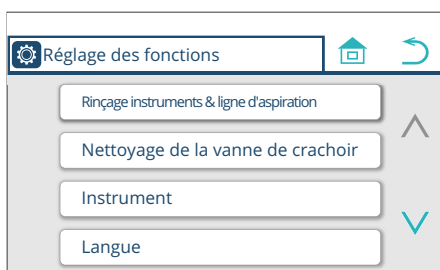 Réglage des fonctions
Rinçage instruments & ligne d'aspiration
Nettoyage de la vanne de crachoir
Instrument
Langue